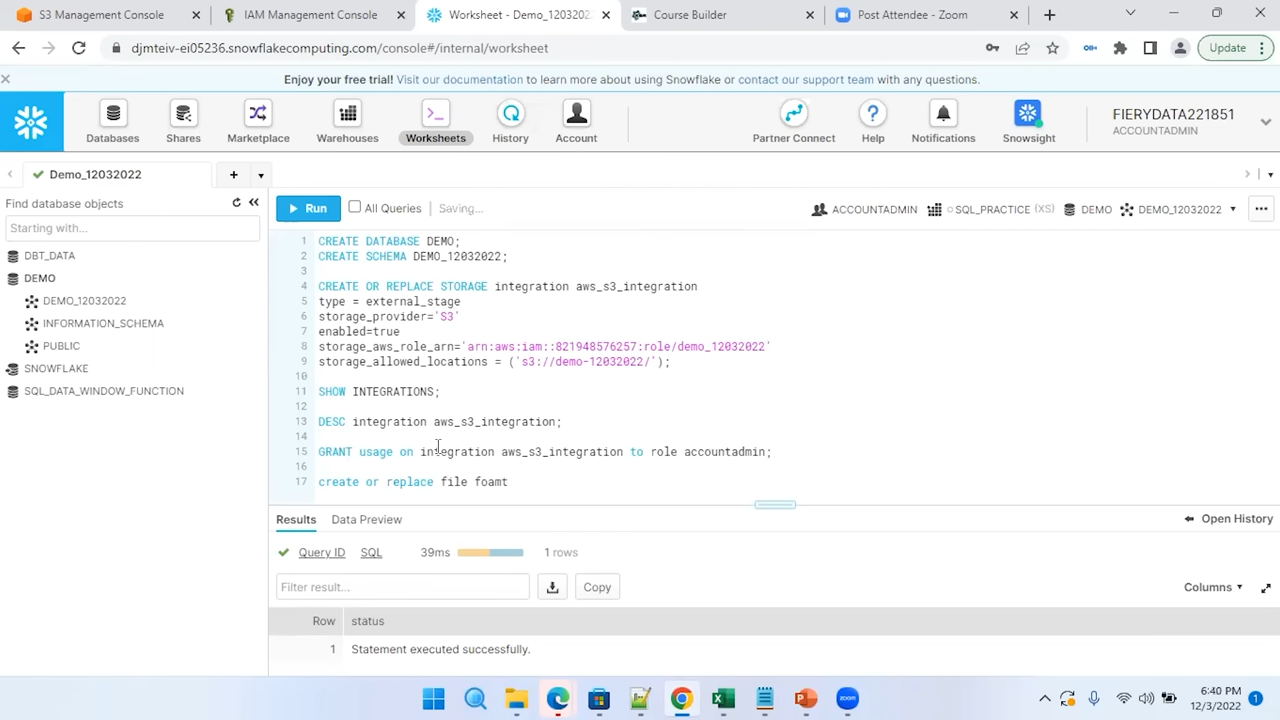 S3 Management Console
IAM Management Console
Worksheet - Demo_12032022
Course Builder
Post Attendee - Zoom
djmteiv-ei05236.snowflakecomputing.com/console#/internal/worksheet
Update
Enjoy your free trial! Visit our documentation to learn more about using Snowflake or contact our support team with any questions.
Databases
Shares
Marketplace
Warehouses
Worksheets
History
Account
Partner Connect
Help
Notifications
Snowsight
FIERYDATA221851
ACCOUNTADMIN
Demo_12032022
Find database objects
Starting with...
DBT_DATA
DEMO
DEMO_12032022
INFORMATION_SCHEMA
PUBLIC
SNOWFLAKE
SQL_DATA_WINDOW_FUNCTION
Run
All Queries
Saving...
ACCOUNTADMIN
SQL_PRACTICE (XS)
DEMO
DEMO_12032022
1 CREATE DATABASE DEMO;
2 CREATE SCHEMA DEMO_12032022;
3
4 CREATE OR REPLACE STORAGE integration aws_s3_integration
5 type = external_stage
6 storage_provider='S3'
7 enabled=true
8 storage_aws_role_arn='arn:aws:iam::821948576257:role/demo_12032022'
9 storage_allowed_locations = ('s3://demo-12032022/');
10
11 SHOW INTEGRATIONS;
12
13 DESC integration aws_s3_integration;
14
15 GRANT usage on integration aws_s3_integration to role accountadmin;
16
17 create or replace file foamt
Results
Data Preview
Open History
Query ID
SQL
39ms
1 rows
Filter result...
Copy
Columns
Row status
1 Statement executed successfully.
6:40 PM
12/3/2022
1